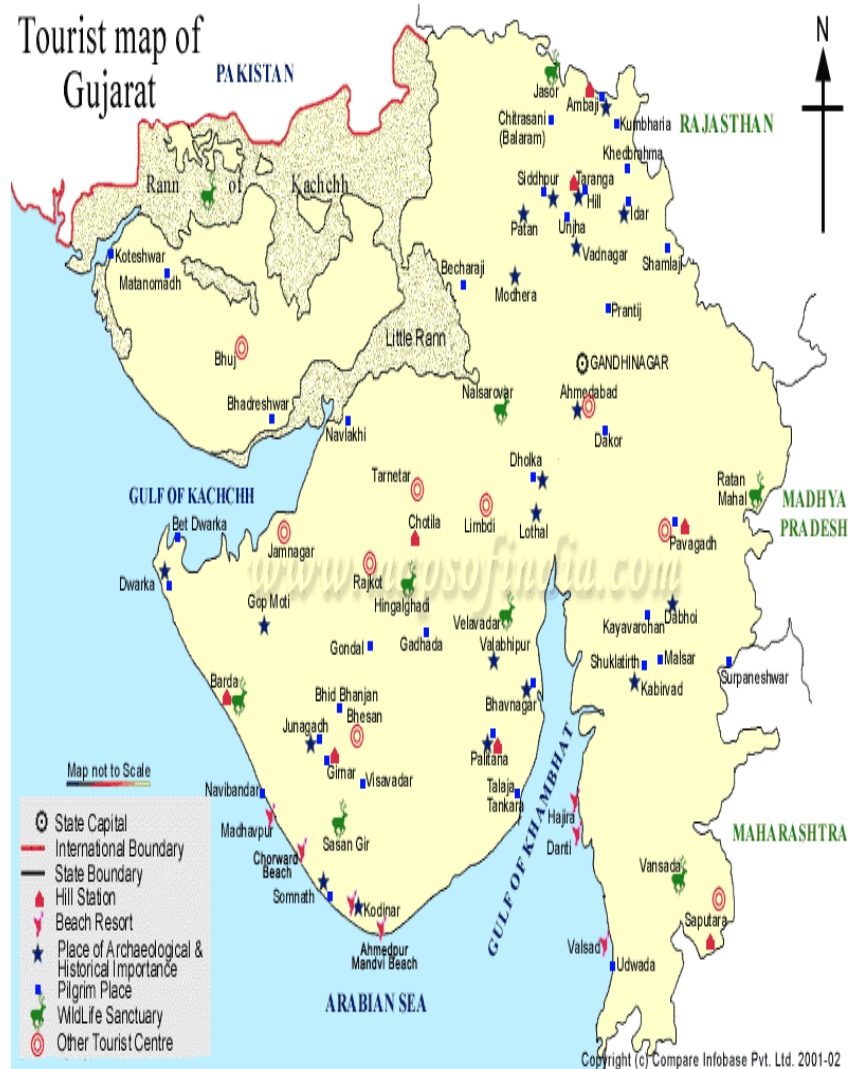 Tourist map of
Gujarat
PAKISTAN
N
RAJASTHAN
Jasor
Ambaji
Chitrasani
(Balaram)
Kumbharia
Khedbrahma
Rann of Kachchh
Siddhpur
Taranga
Hill
Idar
Patan
Unjha
Koteshwar
Vadnagar
Shamlaji
Matanomadh
Becharaji
Modhera
Prantij
Little Rann
Bhuj
GANDHINAGAR
Nalsarovar
Ahmedabad
Bhadreshwar
Navlakhi
Dakor
Dholka
Tarnetar
Ratan
Mahal
GULF OF KACHCHH
MADHYA
PRADESH
Bet Dwarka
Chotila
Limbdi
Lothal
Jamnagar
Pavagadh
www.mapsofindia.com
Dwarka
Rajkot
Hingalghadi
Gop Moti
Velavadar
Kayavarohan
Dabhoi
Gondal
Gadhada
Valabhipur
Shuklatirth
Malsar
Surpaneshwar
Barda
Kabirvad
Bhid Bhanjan
Bhavnagar
Bhesan
Junagadh
Girnar
Palitana
Map not to Scale
Visavadar
Talaja
Tankara
Navibandar
Hajira
Madhavpur
GULF OF KHAMBHAT
Sasan Gir
Danti
MAHARASHTRA
Chorward
Beach
Vansada
Somnath
Kodinar
Saputara
Ahmedpur
Mandvi Beach
Valsad
Udwada
ARABIAN SEA
State Capital
International Boundary
State Boundary
Hill Station
Beach Resort
Place of Archaeological &
Historical Importance
Pilgrim Place
WildLife Sanctuary
Other Tourist Centre
Copyright (c) Compare Infobase Pvt. Ltd. 2001-02